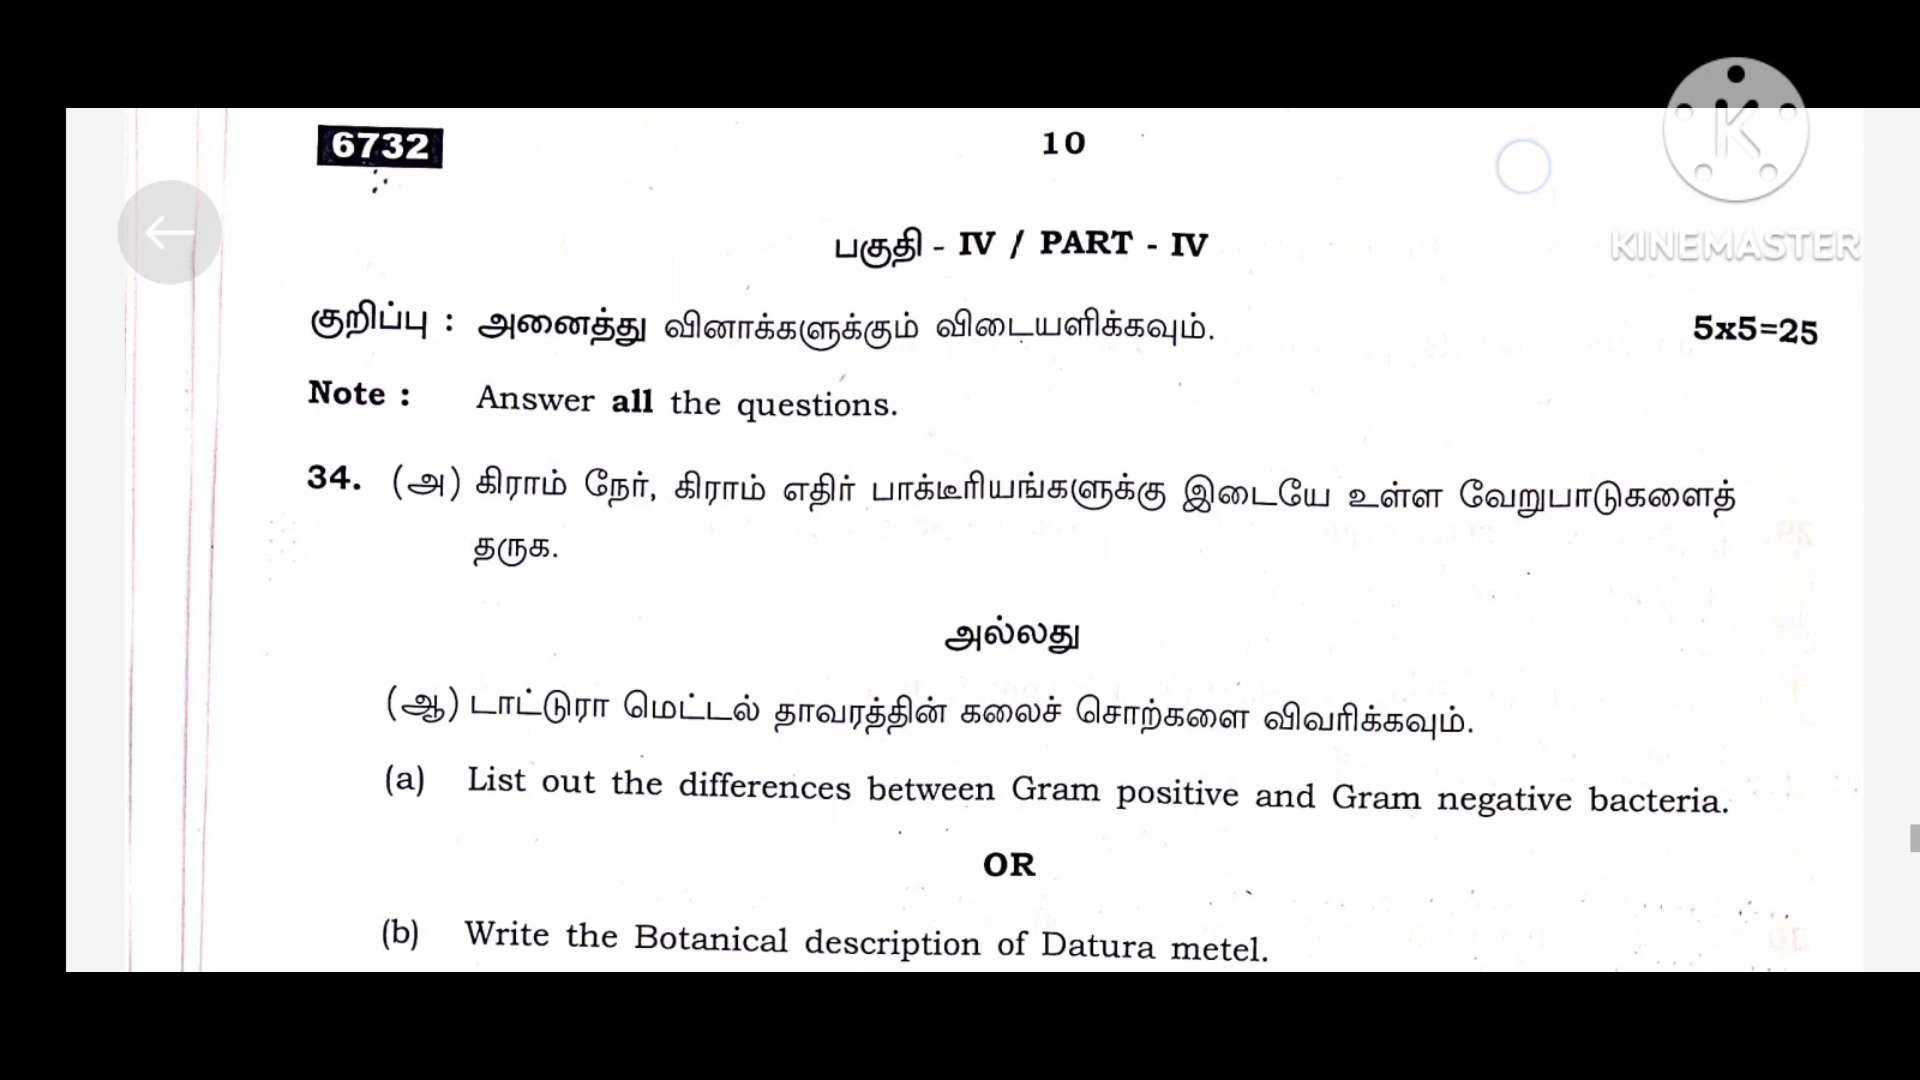 6732
10
பகுதி - IV / PART - IV
குறிப்பு : அனைத்து வினாக்களுக்கும் விடையளிக்கவும். 5x5=25
Note : Answer all the questions.
34. (அ) கிராம் நேர், கிராம் எதிர் பாக்டீரியங்களுக்கு இடையே உள்ள வேறுபாடுகளைத்
தருக.
அல்லது
(ஆ) டாட்டுரா மெட்டல் தாவரத்தின் கலைச் சொற்களை விவரிக்கவும்.
(a) List out the differences between Gram positive and Gram negative bacteria.
OR
(b) Write the Botanical description of Datura metel.
K
KINEMASTER